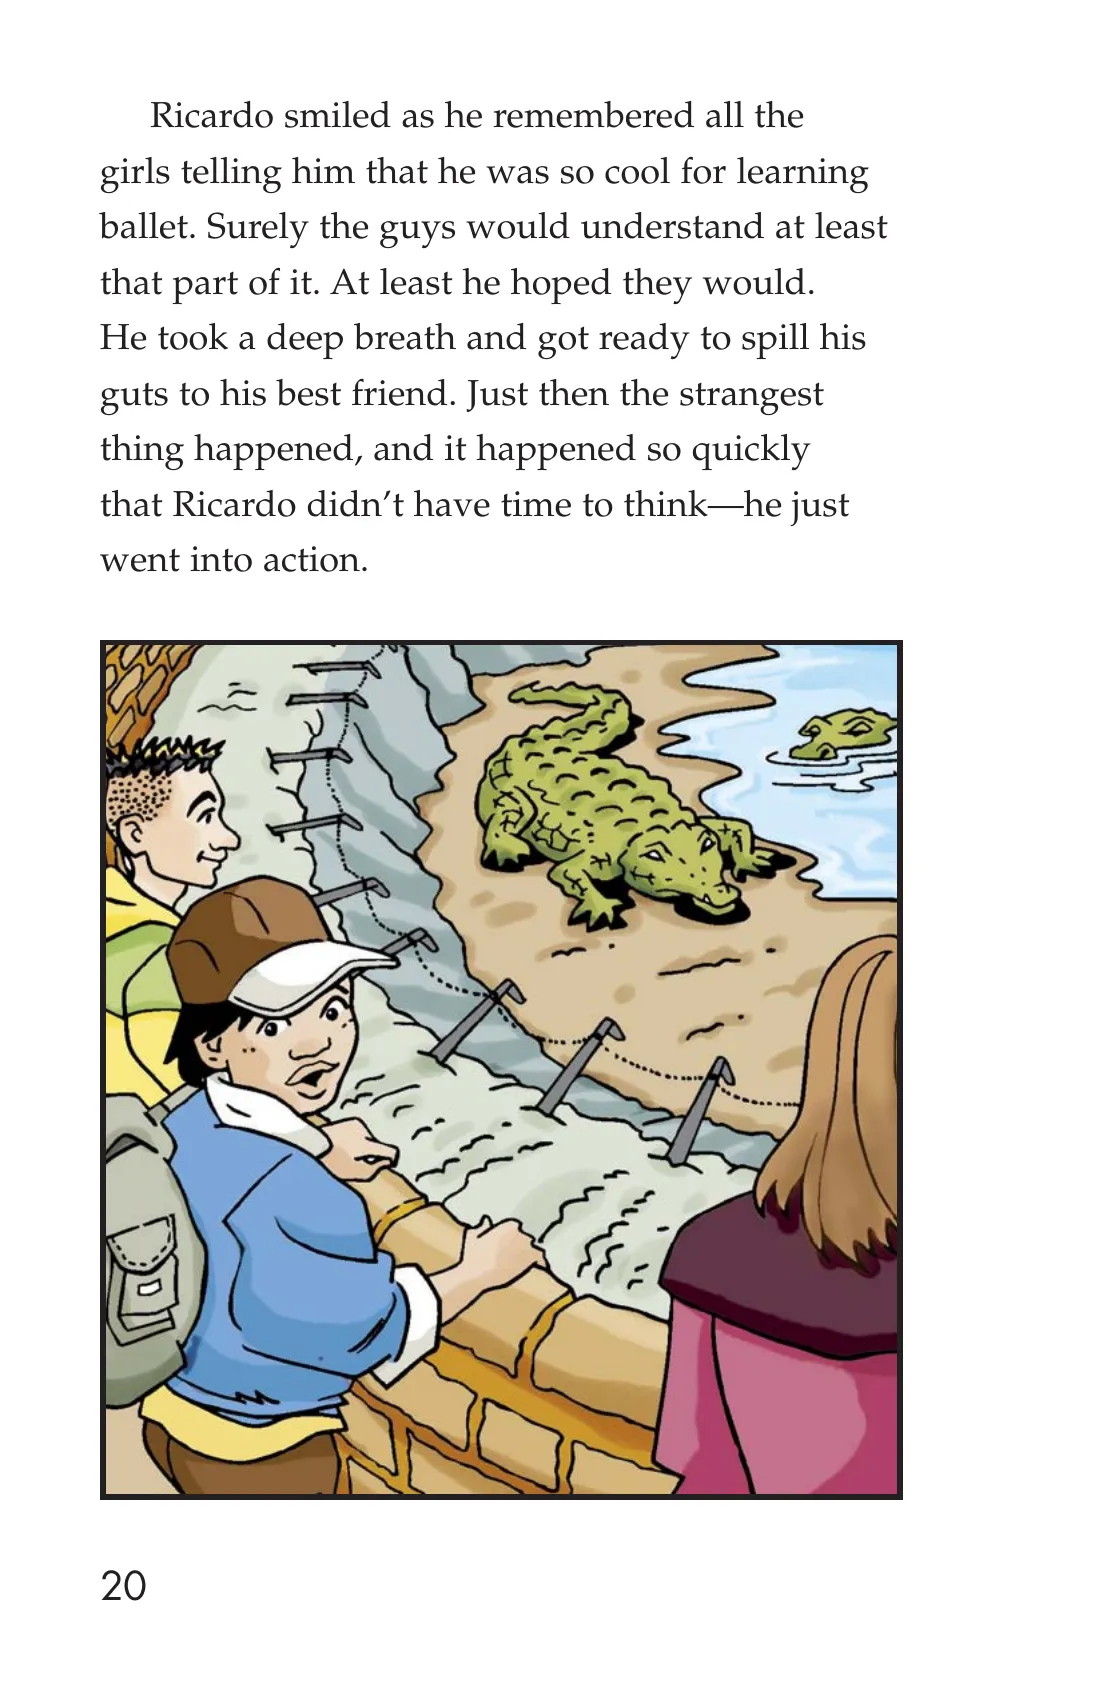 Ricardo smiled as he remembered all the
girls telling him that he was so cool for learning
ballet. Surely the guys would understand at least
that part of it. At least he hoped they would.
He took a deep breath and got ready to spill his
guts to his best friend. Just then the strangest
thing happened, and it happened so quickly
that Ricardo didn’t have time to think—he just
went into action.
20